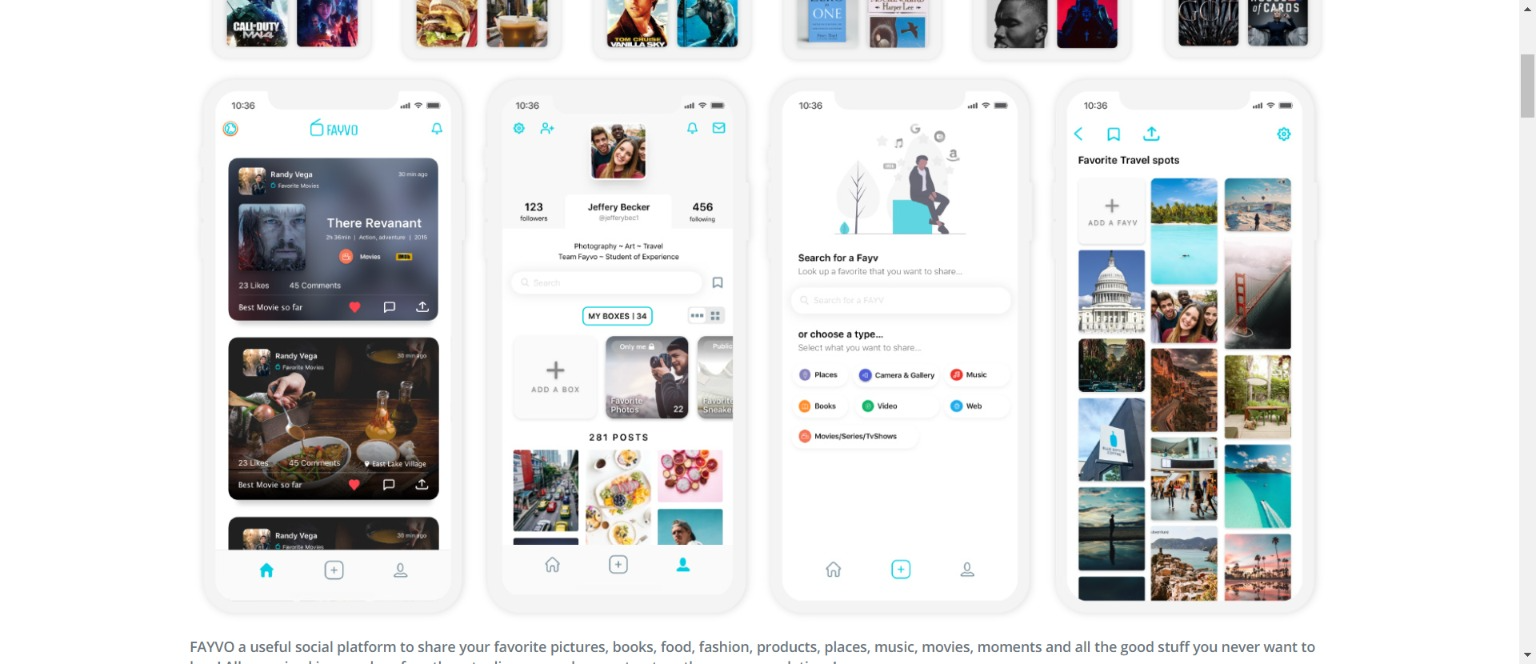 CALL·DUTY
MW4
TOM CRUISE
VANILLA SKY
ONE
Harper Lee
OF CARDS
10:36
FAYVO
Randy Vega
Favorite Movies
30 min ago
There Revanant
2h 36min | Action, adventure | 2015
Movies
IMDb
23 Likes
45 Comments
Best Movie so far
Randy Vega
Favorite Movies
38 min ago
23 Likes
45 Comments
East Lake Village
Best Movie so far
Randy Vega
Favorite Movies
38 min ago
10:36
123
followers
Jeffery Becker
@jefferybac1
456
following
Photography ~ Art ~ Travel
Team Fayvo ~ Student of Experience
Search
MY BOXES | 34
ADD A BOX
Only me
Favorite
Photos
22
Public
Favorite
Sneake
281 POSTS
10:36
G
a
Search for a Fayv
Look up a favorite that you want to share...
Search for a FAYV
or choose a type...
Select what you want to share...
Places
Camera & Gallery
Music
Books
Video
Web
Movies/Series/TvShows
10:36
Favorite Travel spots
ADD A FAYV
FAYVO a useful social platform to share your favorite pictures, books, food, fashion, products, places, music, movies, moments and all the good stuff you never want to